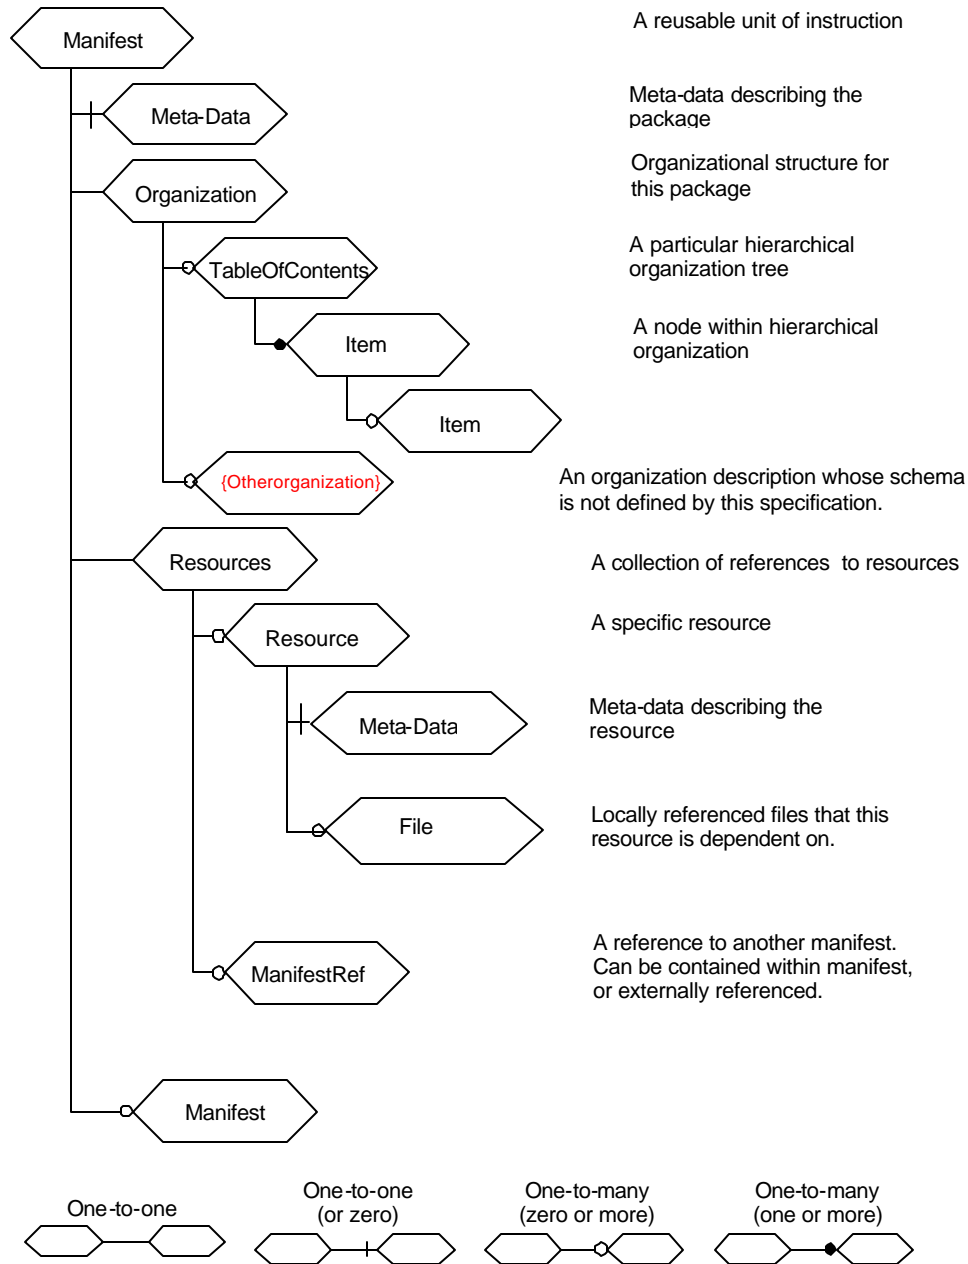 Manifest
A reusable unit of instruction
Meta-Data
Meta-data describing the
package
Organization
Organizational structure for
this package
TableOfContents
A particular hierarchical
organization tree
Item
A node within hierarchical
organization
Item
{Otherorganization}
An organization description whose schema
is not defined by this specification.
Resources
A collection of references to resources
Resource
A specific resource
Meta-Data
Meta-data describing the
resource
File
Locally referenced files that this
resource is dependent on.
ManifestRef
A reference to another manifest.
Can be contained within manifest,
or externally referenced.
Manifest
One-to-one
One-to-one
(or zero)
One-to-many
(zero or more)
One-to-many
(one or more)